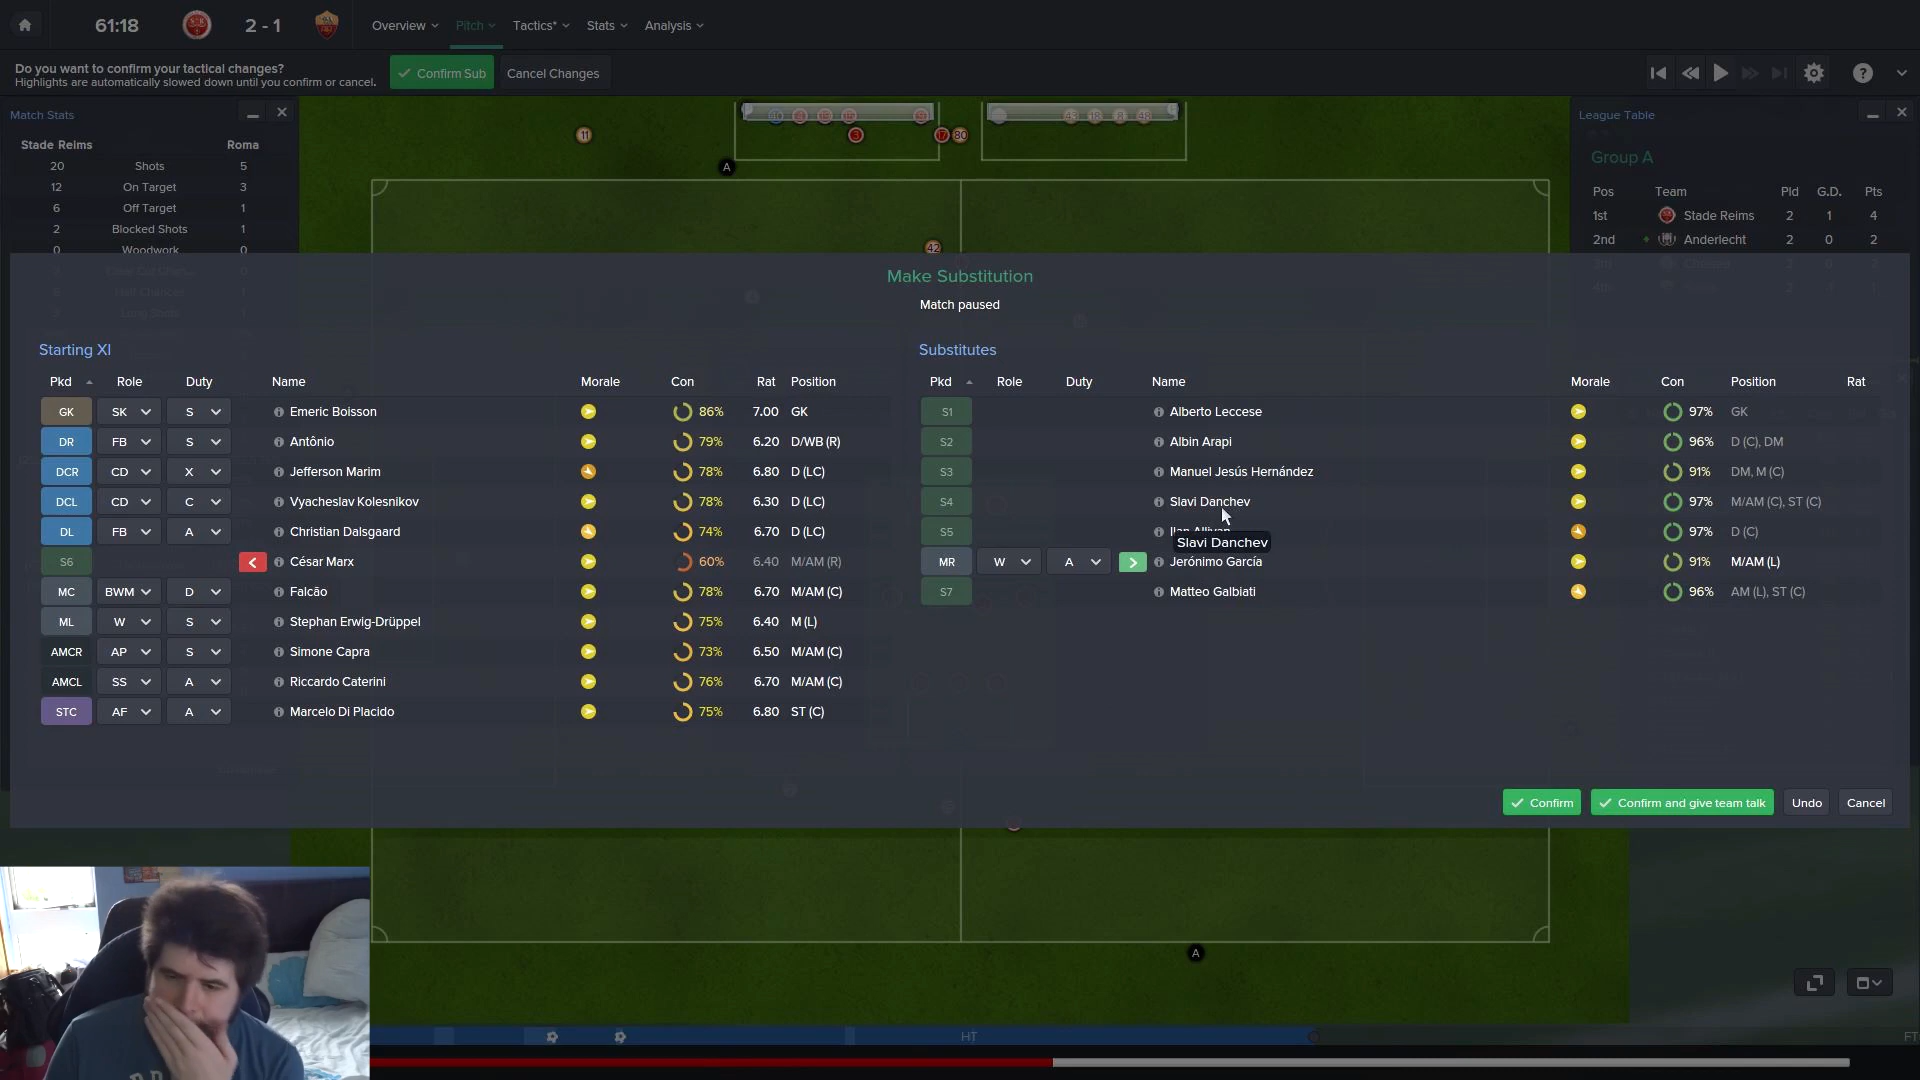 61:18 2 - 1 Overview Pitch Tactics* Stats Analysis
Do you want to confirm your tactical changes?
Highlights are automatically slowed down until you confirm or cancel.
Confirm Sub Cancel Changes
Match Stats
Stade Reims Roma
20 Shots 5
12 On Target 3
6 Off Target 1
2 Blocked Shots 1
0 Woodwork 0
League Table
Group A
Pos Team Pld G.D. Pts
1st Stade Reims 2 1 4
2nd Anderlecht 2 0 2
11
3
17 80
A
42
Make Substitution
Match paused
Starting XI
Pkd Role Duty Name Morale Con Rat Position
GK SK S Emeric Boisson 86% 7.00 GK
DR FB S Antônio 79% 6.20 D/WB (R)
DCR CD X Jefferson Marim 78% 6.80 D (LC)
DCL CD C Vyacheslav Kolesnikov 78% 6.30 D (LC)
DL FB A Christian Dalsgaard 74% 6.70 D (LC)
S6 César Marx 60% 6.40 M/AM (R)
MC BWM D Falcão 78% 6.70 M/AM (C)
ML W S Stephan Erwig-Drüppel 75% 6.40 M (L)
AMCR AP S Simone Capra 73% 6.50 M/AM (C)
AMCL SS A Riccardo Caterini 76% 6.70 M/AM (C)
STC AF A Marcelo Di Placido 75% 6.80 ST (C)
Substitutes
Pkd Role Duty Name Morale Con Position Rat
S1 Alberto Leccese 97% GK
S2 Albin Arapi 96% D (C), DM
S3 Manuel Jesús Hernández 91% DM, M (C)
S4 Slavi Danchev 97% M/AM (C), ST (C)
S5 97% D (C)
Slavi Danchev
MR W A Jerónimo García 91% M/AM (L)
S7 Matteo Galbiati 96% AM (L), ST (C)
Confirm Confirm and give team talk Undo Cancel
A
HT FT